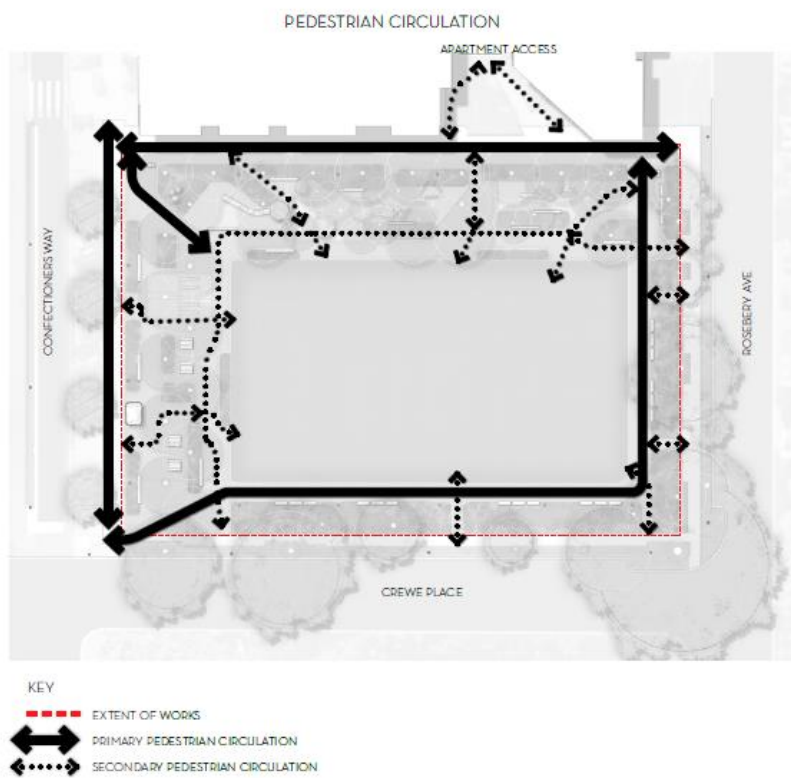 PEDESTRIAN CIRCULATION
APARTMENT ACCESS
CONFECTIONERS WAY
ROSEBERY AVE
CREWE PLACE
KEY
EXTENT OF WORKS
PRIMARY PEDESTRIAN CIRCULATION
SECONDARY PEDESTRIAN CIRCULATION